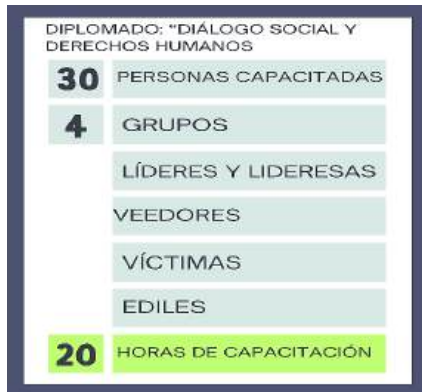 DIPLOMADO: "DIÁLOGO SOCIAL Y
DERECHOS HUMANOS
30 PERSONAS CAPACITADAS
4 GRUPOS
LÍDERES Y LIDERESAS
VEEDORES
VÍCTIMAS
EDILES
20 HORAS DE CAPACITACIÓN